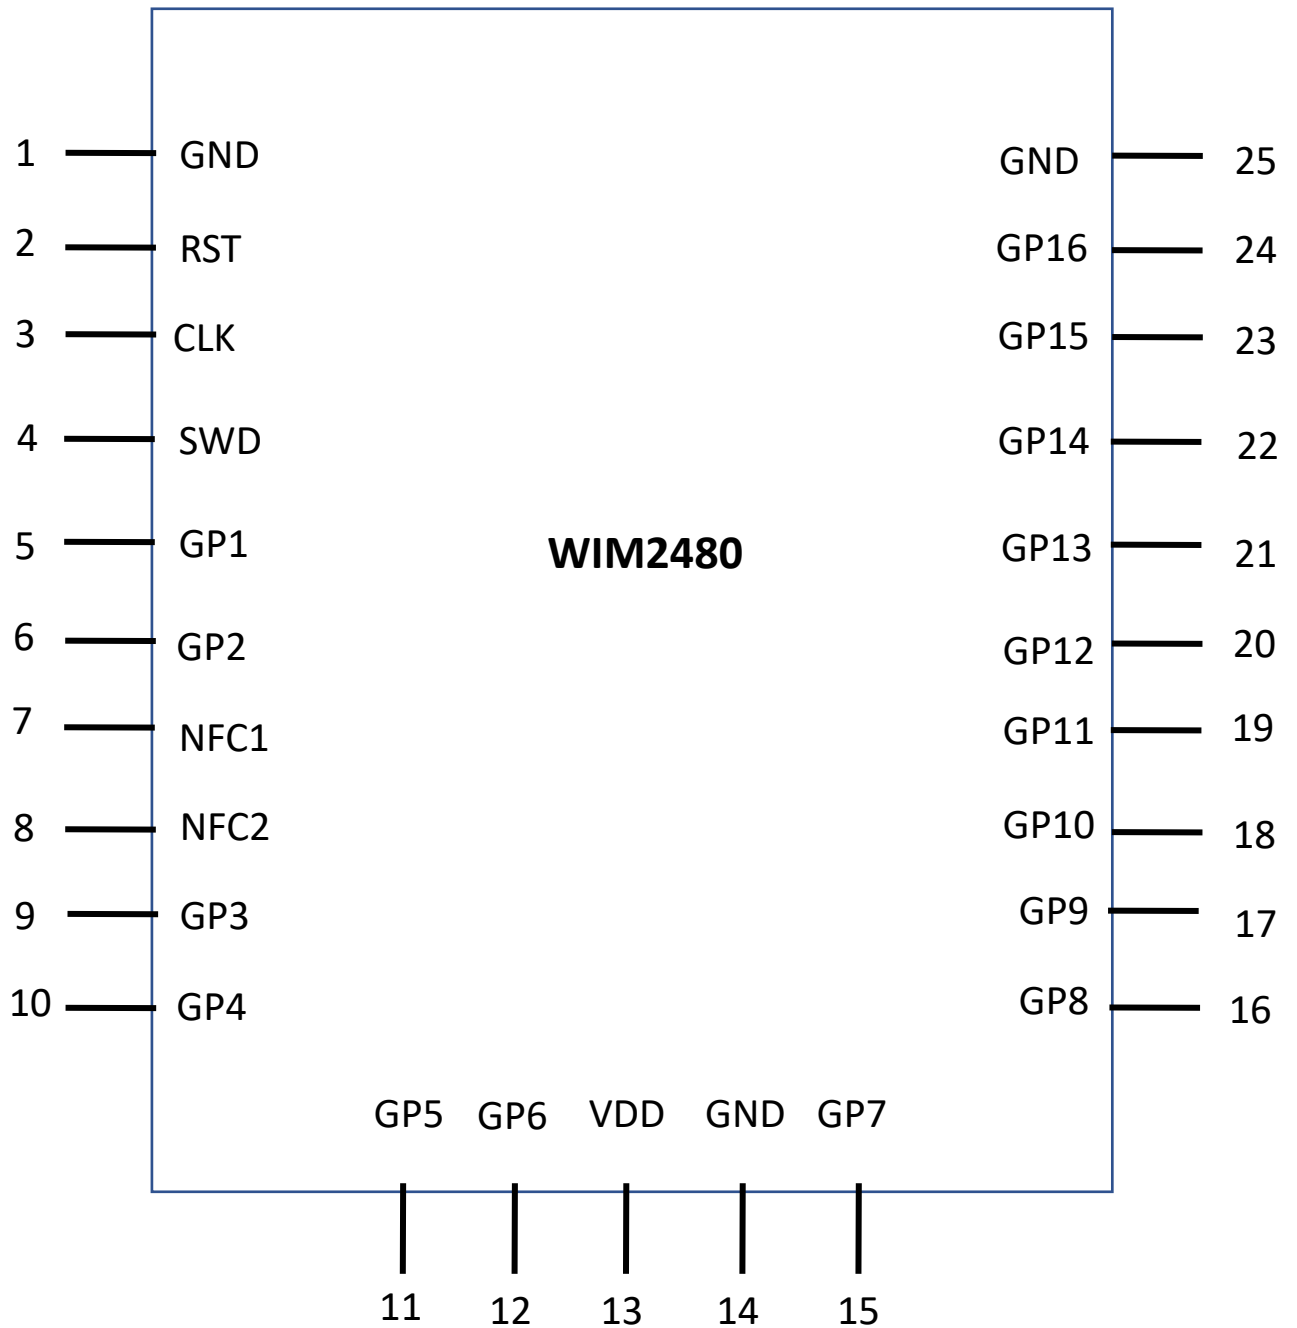 1 GND GND 25
2 RST GP16 24
3 CLK GP15 23
4 SWD GP14 22
5 GP1 WIM2480 GP13 21
6 GP2 GP12 20
7 NFC1 GP11 19
8 NFC2 GP10 18
9 GP3 GP9 17
10 GP4 GP8 16
GP5 GP6 VDD GND GP7
11 12 13 14 15